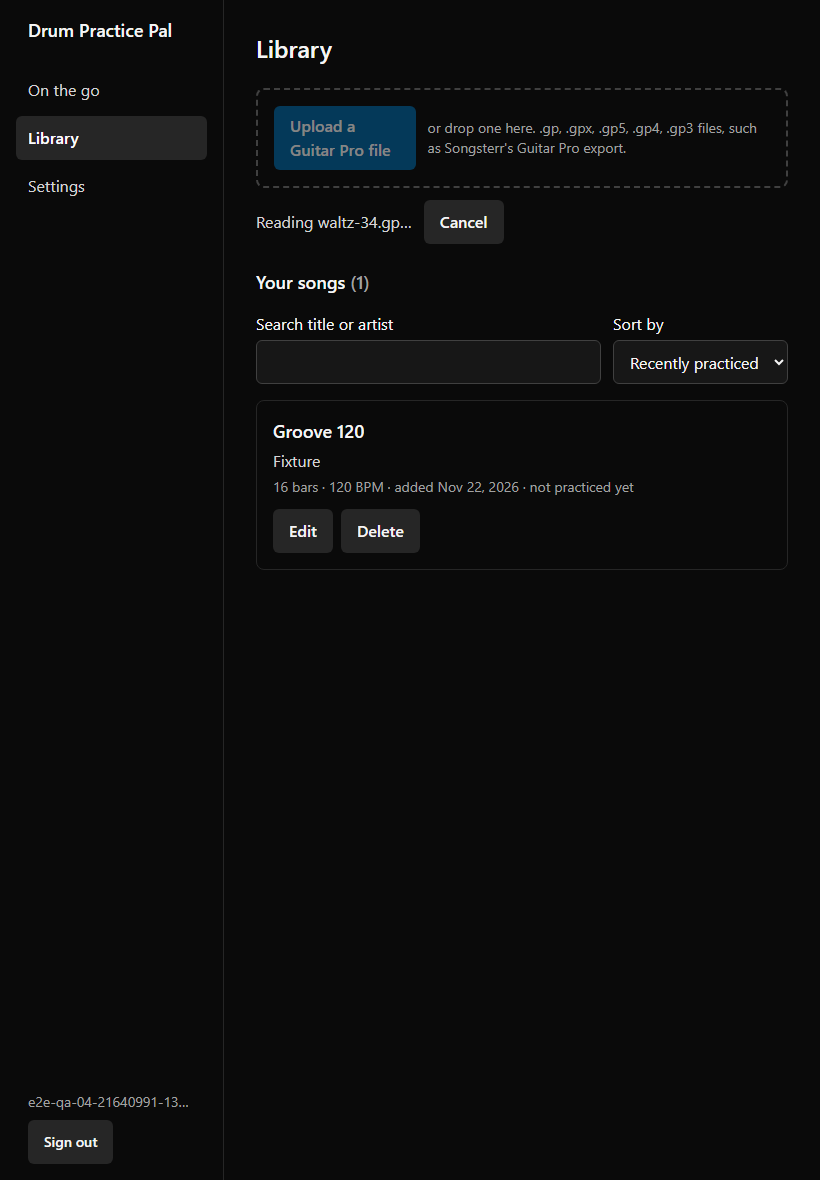 Drum Practice Pal
On the go
Library
Settings
e2e-qa-04-21640991-13...
Sign out
Library
Upload a
Guitar Pro file
or drop one here. .gp, .gpx, .gp5, .gp4, .gp3 files, such
as Songsterr's Guitar Pro export.
Reading waltz-34.gp...
Cancel
Your songs (1)
Search title or artist
Sort by
Recently practiced
Groove 120
Fixture
16 bars · 120 BPM · added Nov 22, 2026 · not practiced yet
Edit
Delete